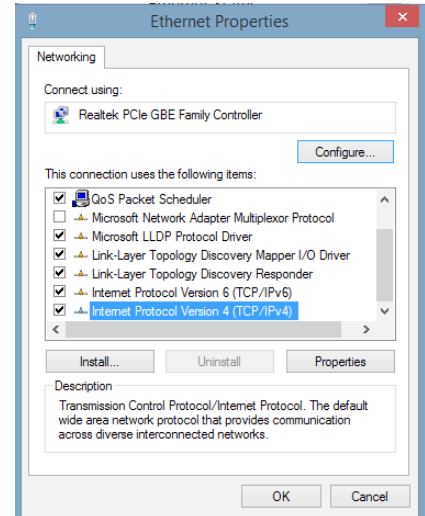 Ethernet Properties
Networking
Connect using:
Realtek PCIe GBE Family Controller
Configure...
This connection uses the following items:
QoS Packet Scheduler
Microsoft Network Adapter Multiplexor Protocol
Microsoft LLDP Protocol Driver
Link-Layer Topology Discovery Mapper I/O Driver
Link-Layer Topology Discovery Responder
Internet Protocol Version 6 (TCP/IPv6)
Internet Protocol Version 4 (TCP/IPv4)
Install... Uninstall Properties
Description
Transmission Control Protocol/Internet Protocol. The default
wide area network protocol that provides communication
across diverse interconnected networks.
OK Cancel